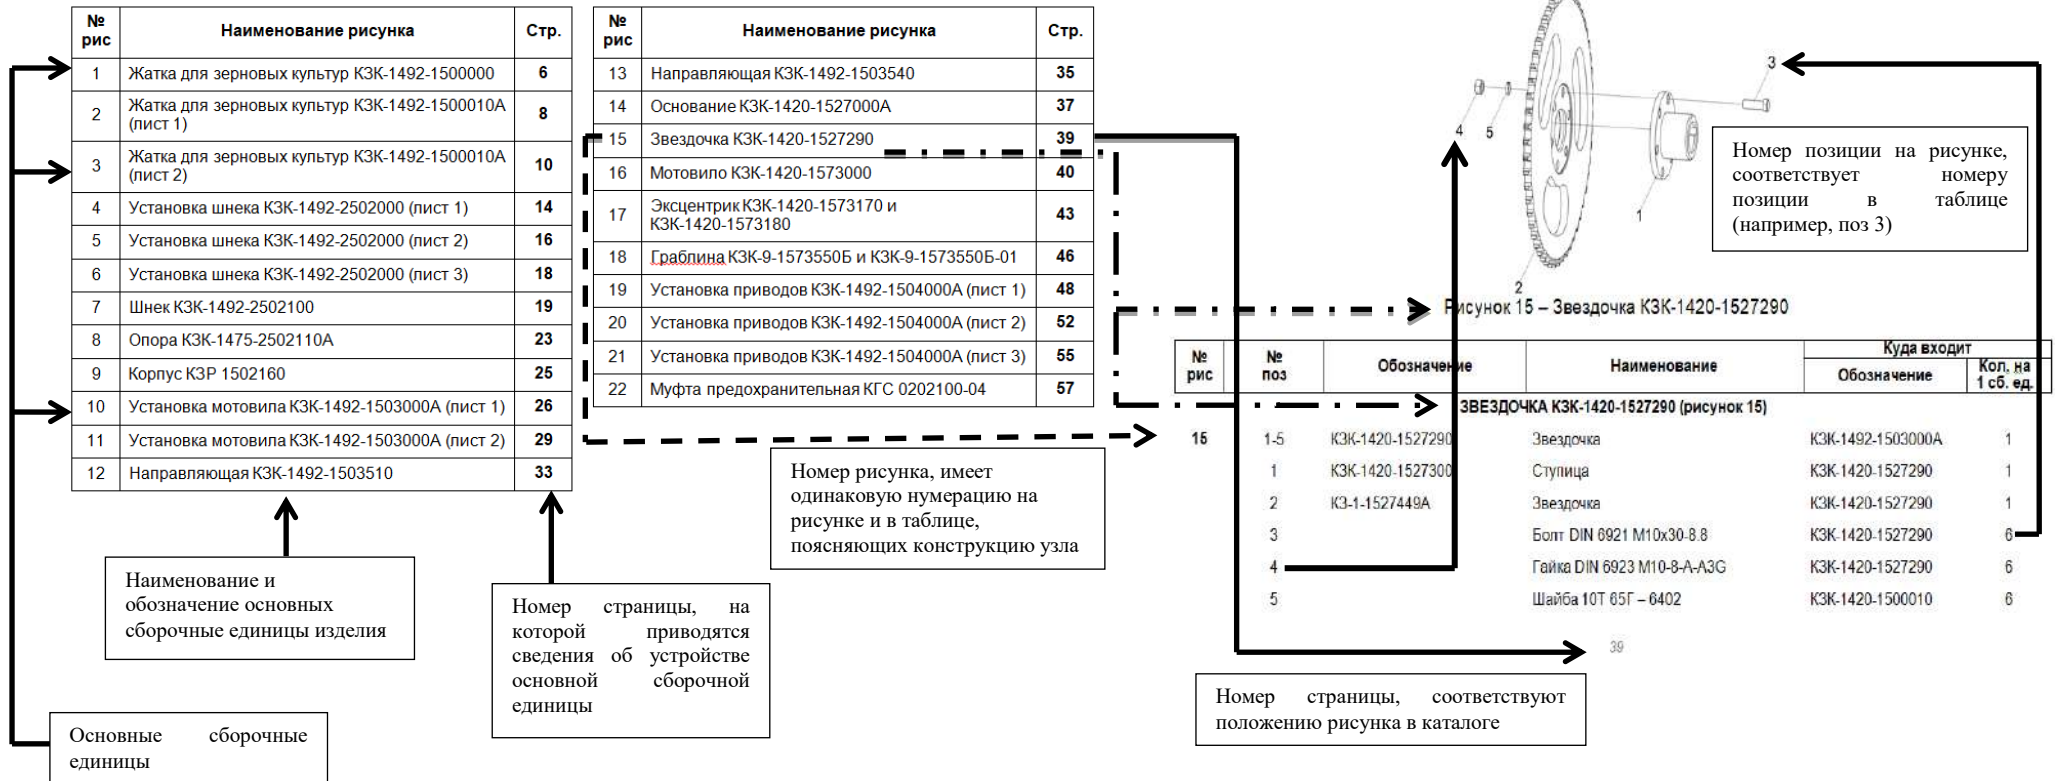 № рис Наименование рисунка Стр.
1 Жатка для зерновых культур КЗК-1492-1500000 6
2 Жатка для зерновых культур КЗК-1492-1500010А (лист 1) 8
3 Жатка для зерновых культур КЗК-1492-1500010А (лист 2) 10
4 Установка шнека КЗК-1492-2502000 (лист 1) 14
5 Установка шнека КЗК-1492-2502000 (лист 2) 16
6 Установка шнека КЗК-1492-2502000 (лист 3) 18
7 Шнек КЗК-1492-2502100 19
8 Опора КЗК-1475-2502110А 23
9 Корпус КЗР 1502160 25
10 Установка мотовила КЗК-1492-1503000А (лист 1) 26
11 Установка мотовила КЗК-1492-1503000А (лист 2) 29
12 Направляющая КЗК-1492-1503510 33
№ рис Наименование рисунка Стр.
13 Направляющая КЗК-1492-1503540 35
14 Основание КЗК-1420-1527000А 37
15 Звездочка КЗК-1420-1527290 39
16 Мотовило КЗК-1420-1573000 40
17 Эксцентрик КЗК-1420-1573170 и КЗК-1420-1573180 43
18 Граблина КЗК-9-1573550Б и КЗК-9-1573550Б-01 46
19 Установка приводов КЗК-1492-1504000А (лист 1) 48
20 Установка приводов КЗК-1492-1504000А (лист 2) 52
21 Установка приводов КЗК-1492-1504000А (лист 3) 55
22 Муфта предохранительная КГС 0202100-04 57
3
4
5
1
2
Номер позиции на рисунке,
соответствует номеру
позиции в таблице
(например, поз 3)
Рисунок 15 – Звездочка КЗК-1420-1527290
№ рис № поз Обозначение Наименование Куда входит
Обозначение Кол. на 1 сб. ед.
ЗВЕЗДОЧКА КЗК-1420-1527290 (рисунок 15)
15 1-5 КЗК-1420-1527290 Звездочка КЗК-1492-1503000А 1
1 КЗК-1420-1527300 Ступица КЗК-1420-1527290 1
2 КЗ-1-1527449А Звездочка КЗК-1420-1527290 1
3 Болт DIN 6921 М10х30-8.8 КЗК-1420-1527290 6
4 Гайка DIN 6923 М10-8-А-А3G КЗК-1420-1527290 6
5 Шайба 10Т 65Г – 6402 КЗК-1420-1500010 6
39
Номер рисунка, имеет
одинаковую нумерацию на
рисунке и в таблице,
поясняющих конструкцию узла
Наименование и
обозначение основных
сборочные единицы изделия
Номер страницы, на
которой приводятся
сведения об устройстве
основной сборочной
единицы
Номер страницы, соответствуют
положению рисунка в каталоге
Основные сборочные
единицы